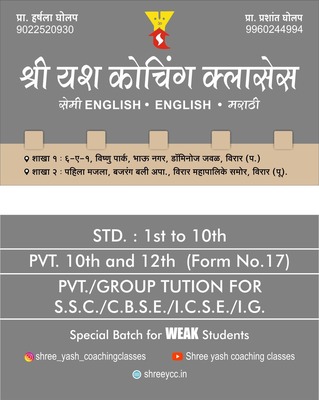 प्रा. हर्षला घोलप
9022520930
प्रा. प्रशांत घोलप
9960244994
श्री यश कोचिंग क्लासेस
सेमी ENGLISH • ENGLISH • मराठी
शाखा १ : ६-ए-१, विष्णु पार्क, भाऊ नगर, डॉमिनोज जवळ, विरार (प.)
शाखा २ : पहिला मजला, बजरंग बली अपा., विरार महापालिके समोर, विरार (पू).
STD. : 1st to 10th
PVT. 10th and 12th (Form No.17)
PVT./GROUP TUTION FOR
S.S.C./C.B.S.E./I.C.S.E./I.G.
Special Batch for WEAK Students
shree_yash_coachingclasses
Shree yash coaching classes
shreeycc.in